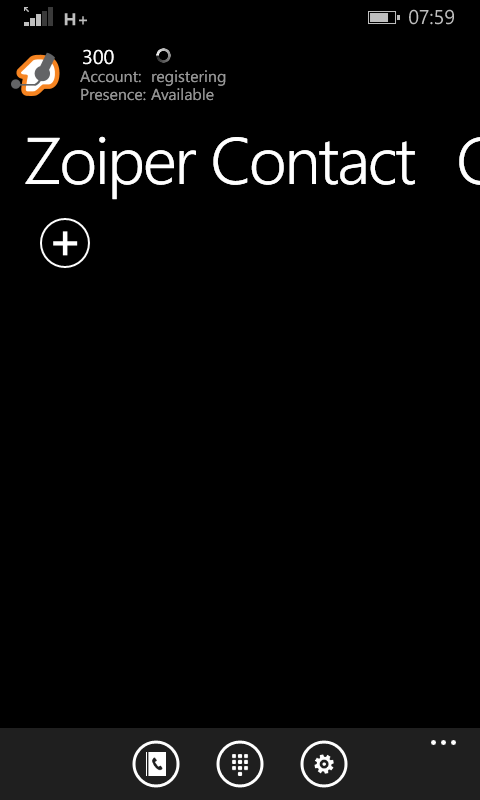 H+ 07:59
300
Account: registering
Presence: Available
Zoiper Contact